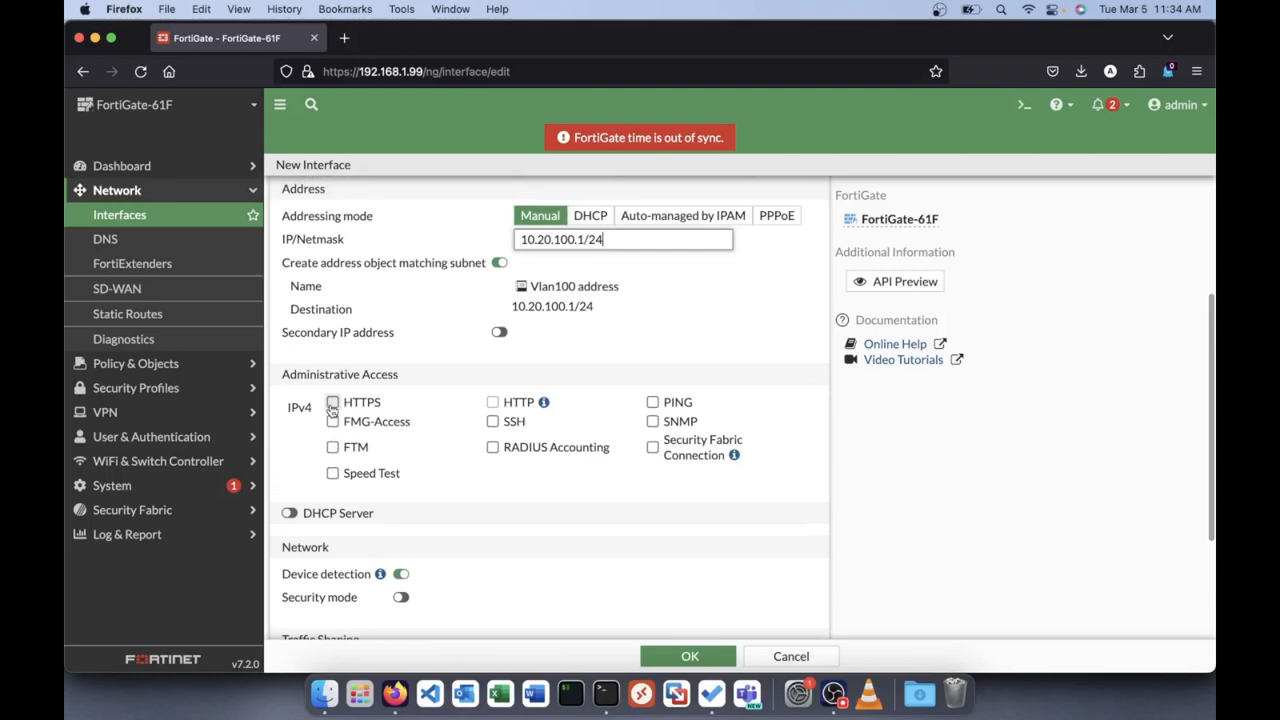 Firefox File Edit View History Bookmarks Tools Window Help Tue Mar 5 11:34 AM
FortiGate - FortiGate-61F
https://192.168.1.99/ng/interface/edit
FortiGate-61F
2 admin
FortiGate time is out of sync.
Dashboard
Network
Interfaces
DNS
FortiExtenders
SD-WAN
Static Routes
Diagnostics
Policy & Objects
Security Profiles
VPN
User & Authentication
WiFi & Switch Controller
System 1
Security Fabric
Log & Report
FORTINET v7.2.0
New Interface
Address
Addressing mode Manual DHCP Auto-managed by IPAM PPPoE
IP/Netmask 10.20.100.1/24
Create address object matching subnet
Name Vlan100 address
Destination 10.20.100.1/24
Secondary IP address
Administrative Access
IPv4 HTTPS HTTP PING
FMG-Access SSH SNMP
FTM RADIUS Accounting Security Fabric
Connection
Speed Test
DHCP Server
Network
Device detection
Security mode
Traffic Shaping
OK Cancel
FortiGate
FortiGate-61F
Additional Information
API Preview
Documentation
Online Help
Video Tutorials